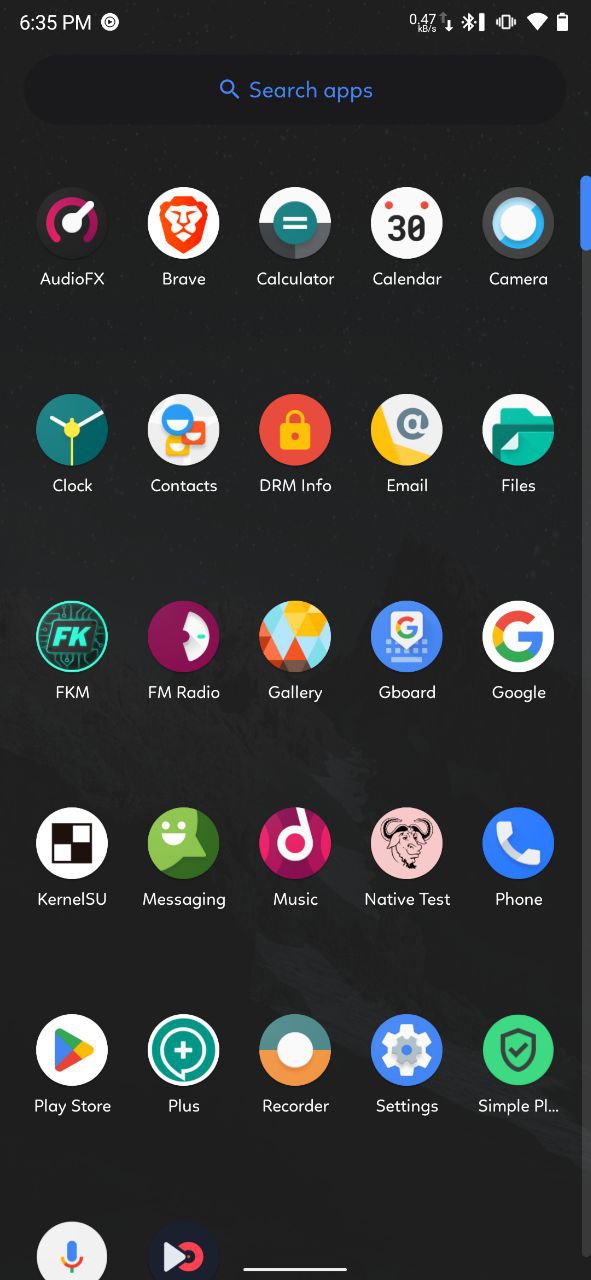 6:35 PM
0.47
kB/s
Search apps
AudioFX
Brave
30
Calculator
Calendar
Camera
Clock
Contacts
DRM Info
Email
Files
FK
FKM
FM Radio
Gallery
Gboard
Google
KernelSU
Messaging
Music
Native Test
Phone
Play Store
Plus
Recorder
Settings
Simple Pl...